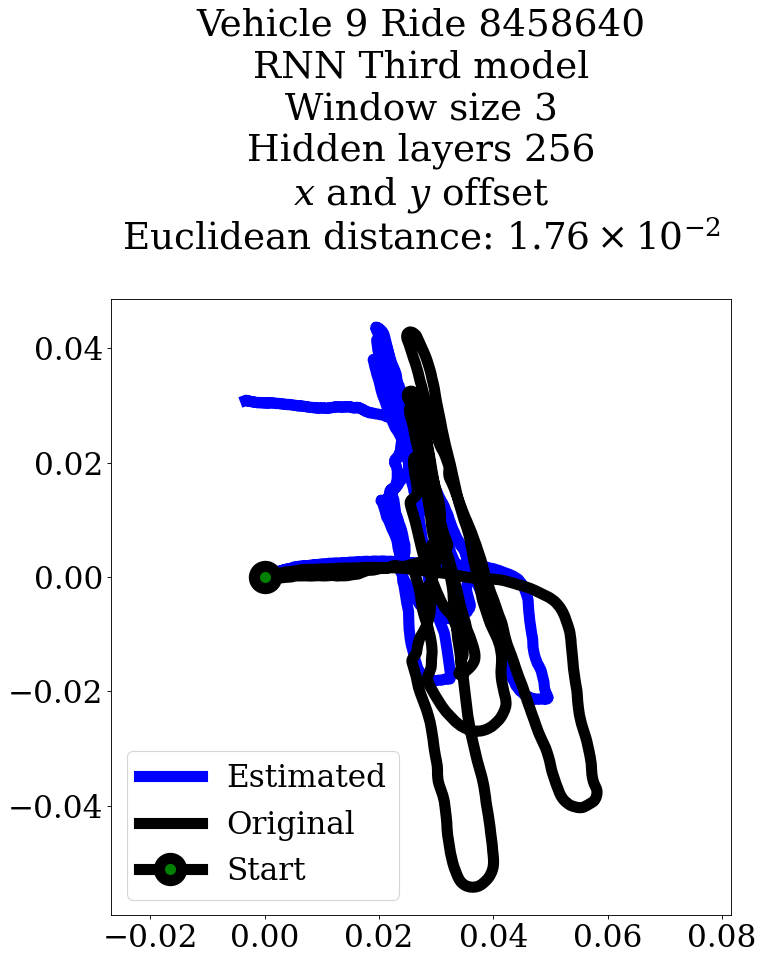 Vehicle 9 Ride 8458640
RNN Third model
Window size 3
Hidden layers 256
x and y offset
Euclidean distance: 1.76 × 10⁻²
0.04
0.02
0.00
−0.02
−0.04
Estimated
Original
Start
−0.02 0.00 0.02 0.04 0.06 0.08